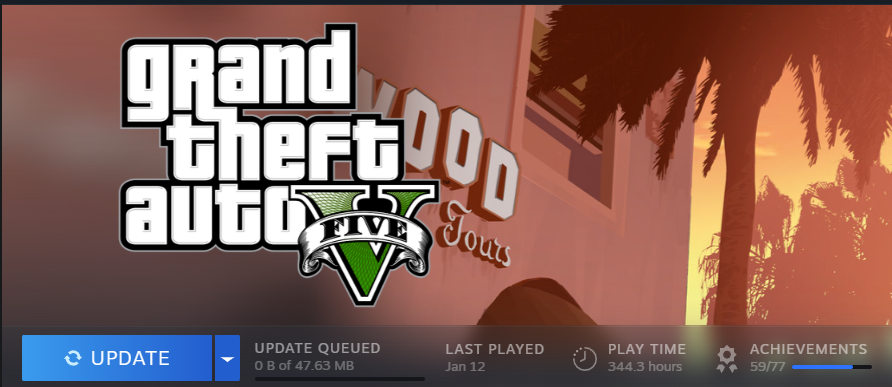 grand
theft
auto V
FIVE
WOOD
Tours
UPDATE
UPDATE QUEUED
0 B of 47.63 MB
LAST PLAYED
Jan 12
PLAY TIME
344.3 hours
ACHIEVEMENTS
59/77